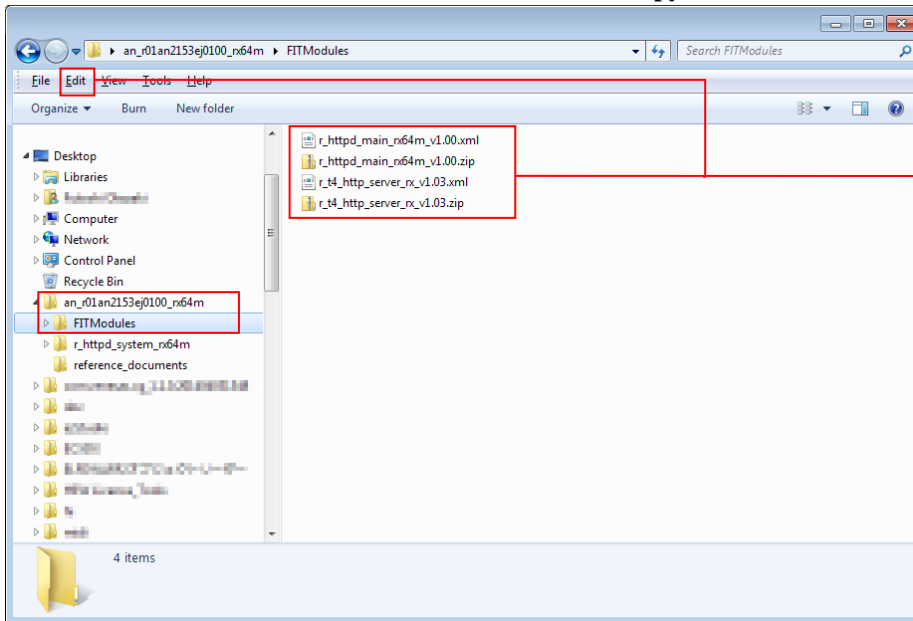 py
an_r01an2153ej0100_rx64m FITModules
Search FITModules
File Edit View Tools Help
Organize Burn New folder
Desktop
Libraries
Computer
Network
Control Panel
Recycle Bin
an_r01an2153ej0100_rx64m
FITModules
r_httpd_system_rx64m
reference_documents
r_httpd_main_rx64m_v1.00.xml
r_httpd_main_rx64m_v1.00.zip
r_t4_http_server_rx_v1.03.xml
r_t4_http_server_rx_v1.03.zip
4 items